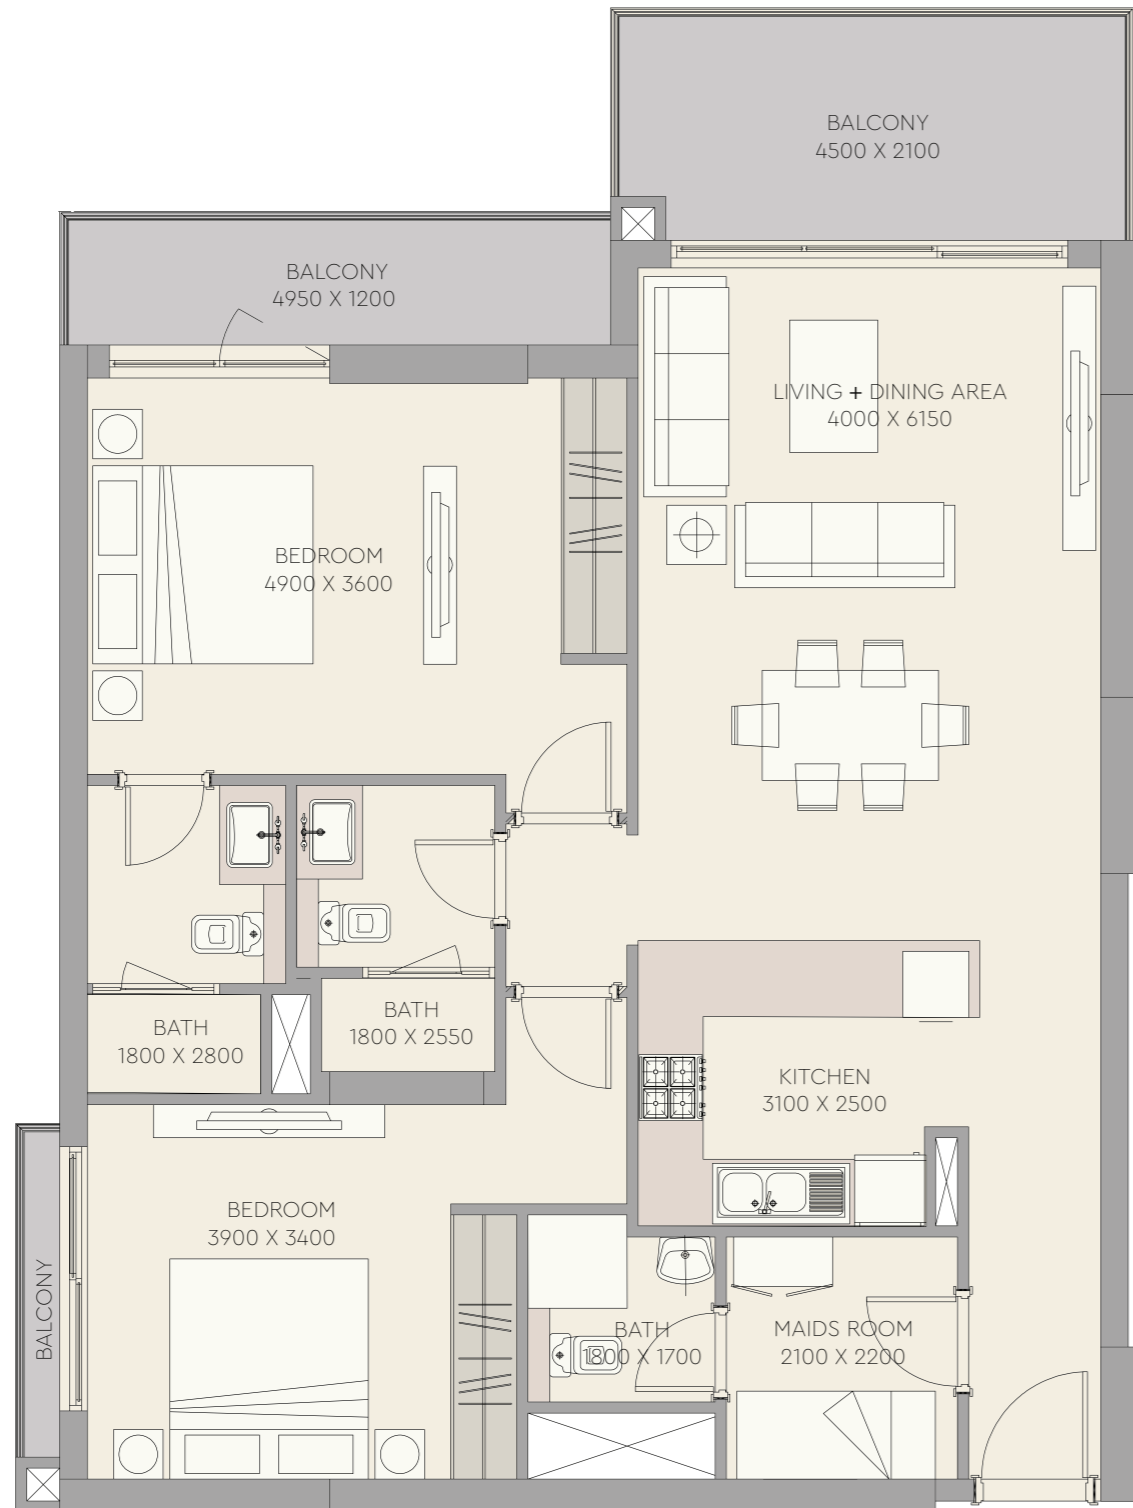 BALCONY
4500 X 2100
BALCONY
4950 X 1200
LIVING + DINING AREA
4000 X 6150
BEDROOM
4900 X 3600
BATH
1800 X 2800
BATH
1800 X 2550
KITCHEN
3100 X 2500
BEDROOM
3900 X 3400
BALCONY
BATH
1800 X 1700
MAIDS ROOM
2100 X 2200